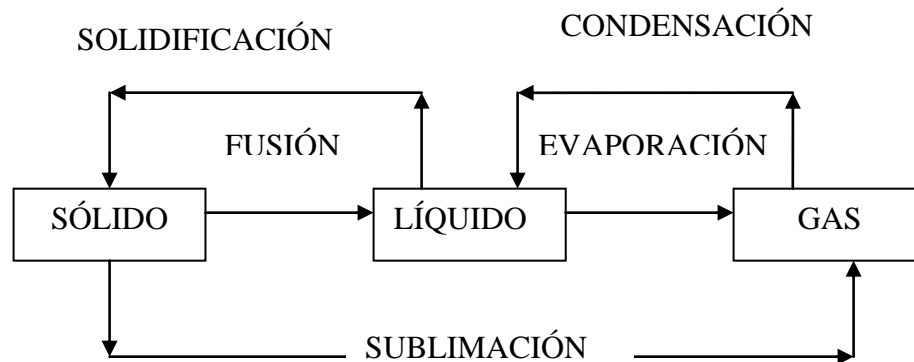 SOLIDIFICACIÓN
CONDENSACIÓN
FUSIÓN
EVAPORACIÓN
SÓLIDO
LÍQUIDO
GAS
SUBLIMACIÓN